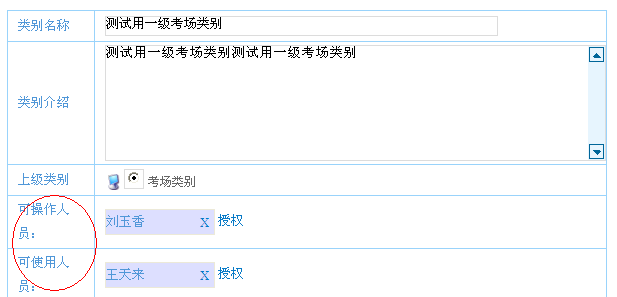 类别名称 测试用一级考场类别
类别介绍 测试用一级考场类别测试用一级考场类别
上级类别 考场类别
可操作人
员：
刘玉香 X 授权
可使用人
员：
王天来 X 授权